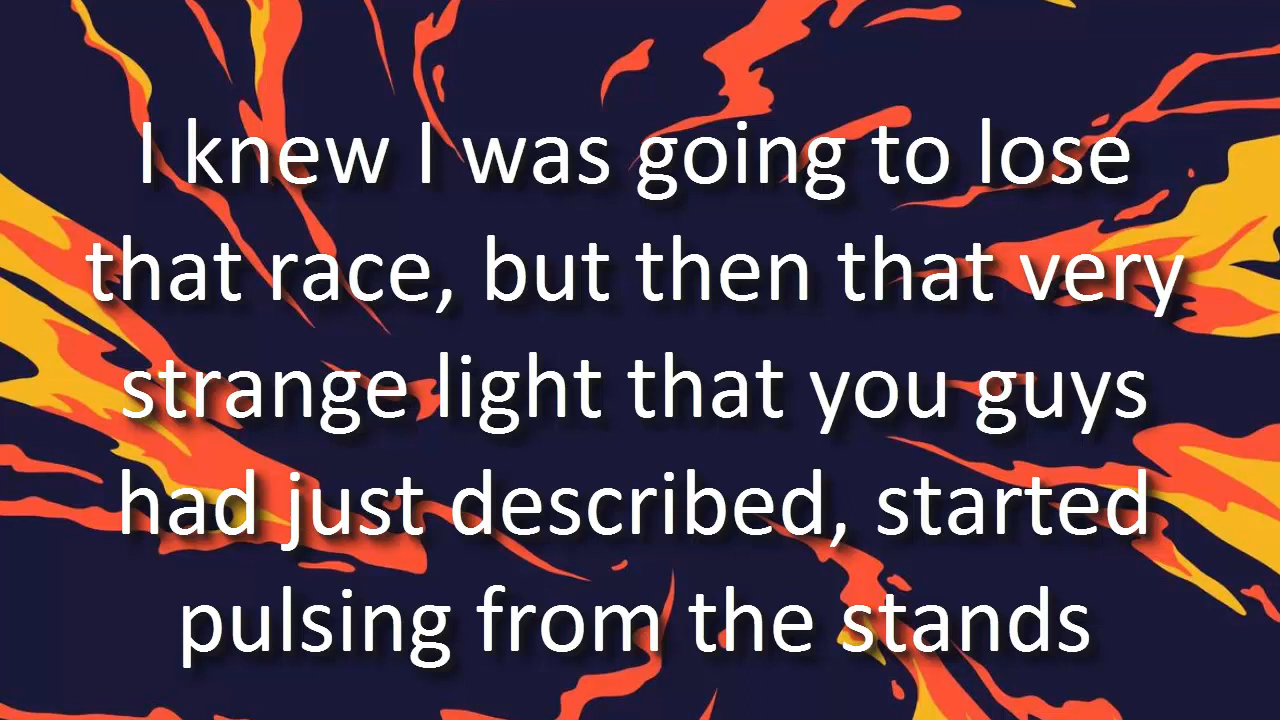 I knew I was going to lose
that race, but then that very
strange light that you guys
had just described, started
pulsing from the stands